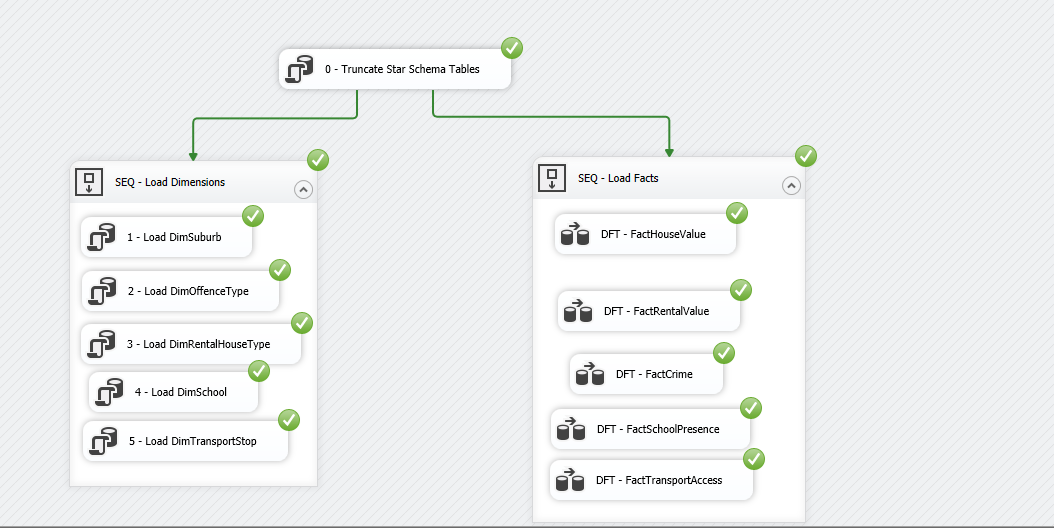 0 - Truncate Star Schema Tables
SEQ - Load Dimensions
1 - Load DimSuburb
2 - Load DimOffenceType
3 - Load DimRentalHouseType
4 - Load DimSchool
5 - Load DimTransportStop
SEQ - Load Facts
DFT - FactHouseValue
DFT - FactRentalValue
DFT - FactCrime
DFT - FactSchoolPresence
DFT - FactTransportAccess